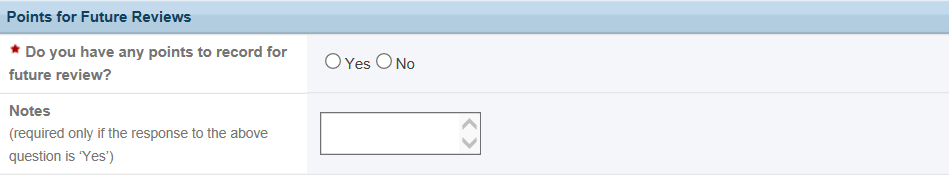 Points for Future Reviews
* Do you have any points to record for
future review?
Yes No
Notes
(required only if the response to the above
question is ‘Yes’)